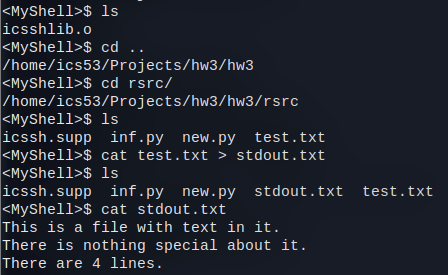 <MyShell>$ ls
icsshlib.o
<MyShell>$ cd ..
/home/ics53/Projects/hw3/hw3
<MyShell>$ cd rsrc/
/home/ics53/Projects/hw3/hw3/rsrc
<MyShell>$ ls
icssh.supp  inf.py  new.py  test.txt
<MyShell>$ cat test.txt > stdout.txt
<MyShell>$ ls
icssh.supp  inf.py  new.py  stdout.txt  test.txt
<MyShell>$ cat stdout.txt
This is a file with text in it.
There is nothing special about it.
There are 4 lines.